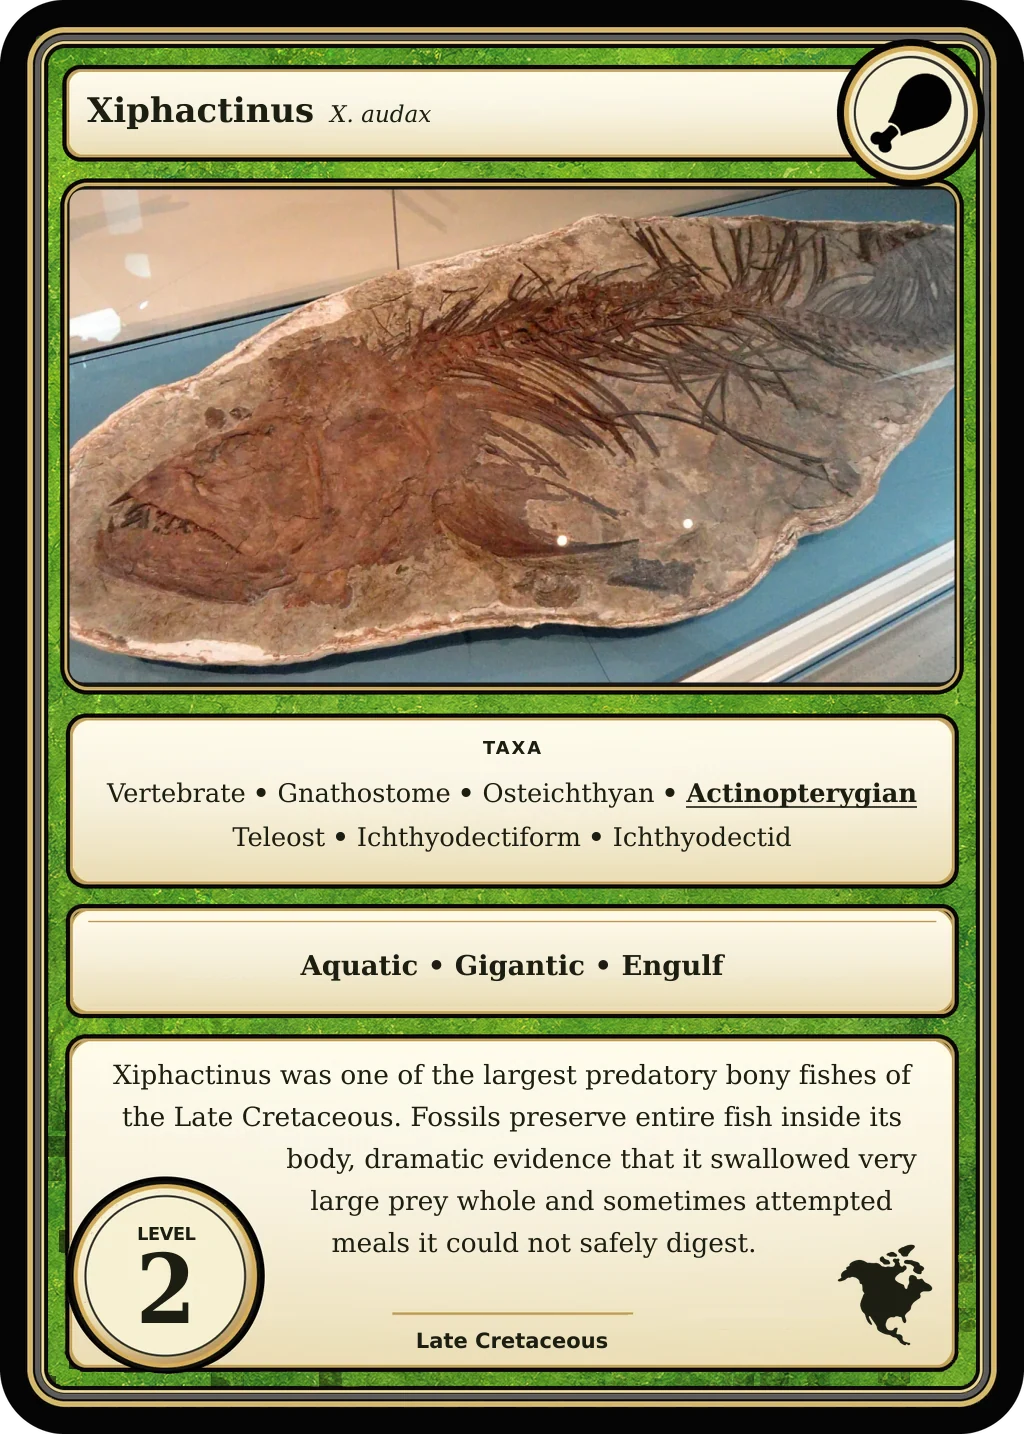 Xiphactinus X. audax
TAXA
Vertebrate • Gnathostome • Osteichthyan • Actinopterygian
Teleost • Ichthyodectiform • Ichthyodectid
Aquatic • Gigantic • Engulf
Xiphactinus was one of the largest predatory bony fishes of
the Late Cretaceous. Fossils preserve entire fish inside its
body, dramatic evidence that it swallowed very
large prey whole and sometimes attempted
meals it could not safely digest.
LEVEL
2
Late Cretaceous